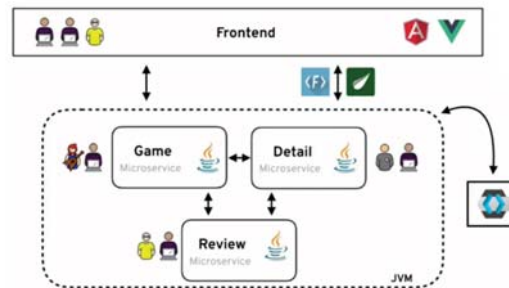 Frontend
<F>
Game
Microservice
Detail
Microservice
Review
Microservice
JVM